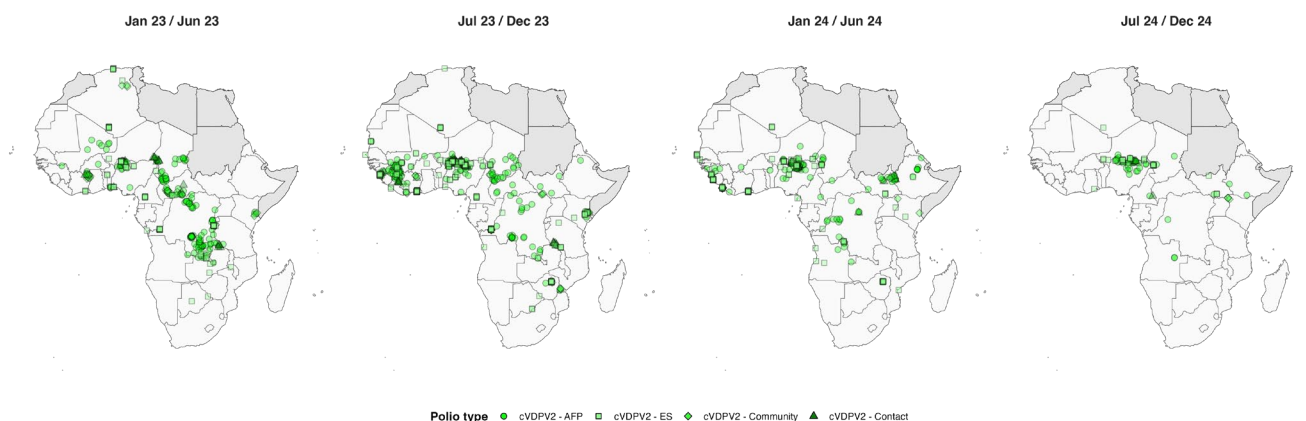 Jan 23 / Jun 23
Jul 23 / Dec 23
Jan 24 / Jun 24
Jul 24 / Dec 24
Polio type cVDPV2 - AFP cVDPV2 - ES cVDPV2 - Community cVDPV2 - Contact